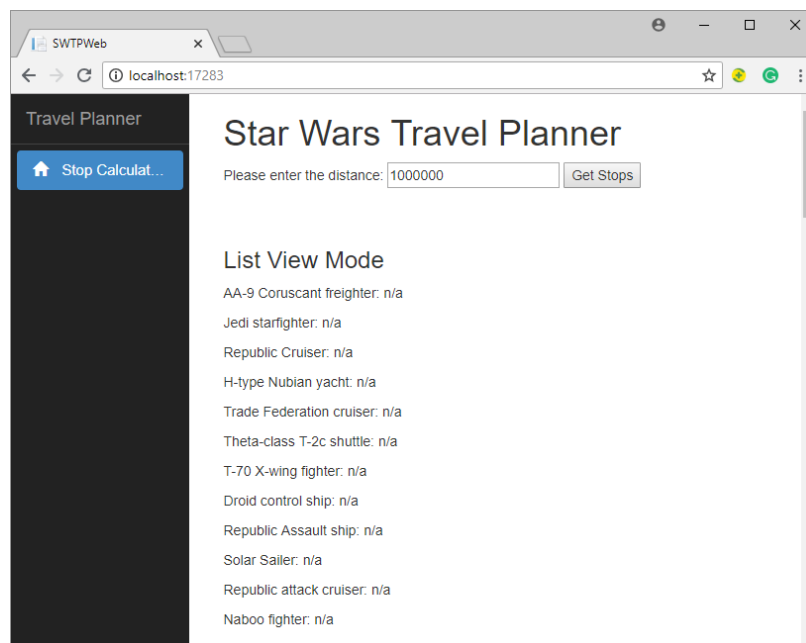 SWTPWeb
localhost:17283
Travel Planner
Stop Calculat...
Star Wars Travel Planner
Please enter the distance: 1000000 Get Stops
List View Mode
AA-9 Coruscant freighter: n/a
Jedi starfighter: n/a
Republic Cruiser: n/a
H-type Nubian yacht: n/a
Trade Federation cruiser: n/a
Theta-class T-2c shuttle: n/a
T-70 X-wing fighter: n/a
Droid control ship: n/a
Republic Assault ship: n/a
Solar Sailer: n/a
Republic attack cruiser: n/a
Naboo fighter: n/a